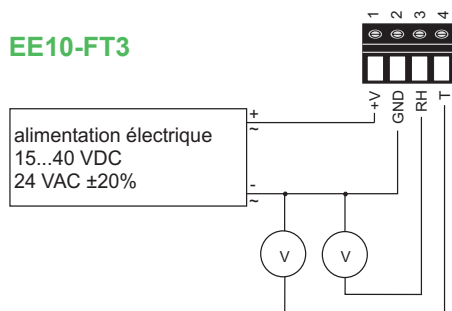 EE10-FT3
1 2 3 4
+V GND RH T
alimentation électrique
15...40 VDC
24 VAC ±20%
+
~
-
~
V V